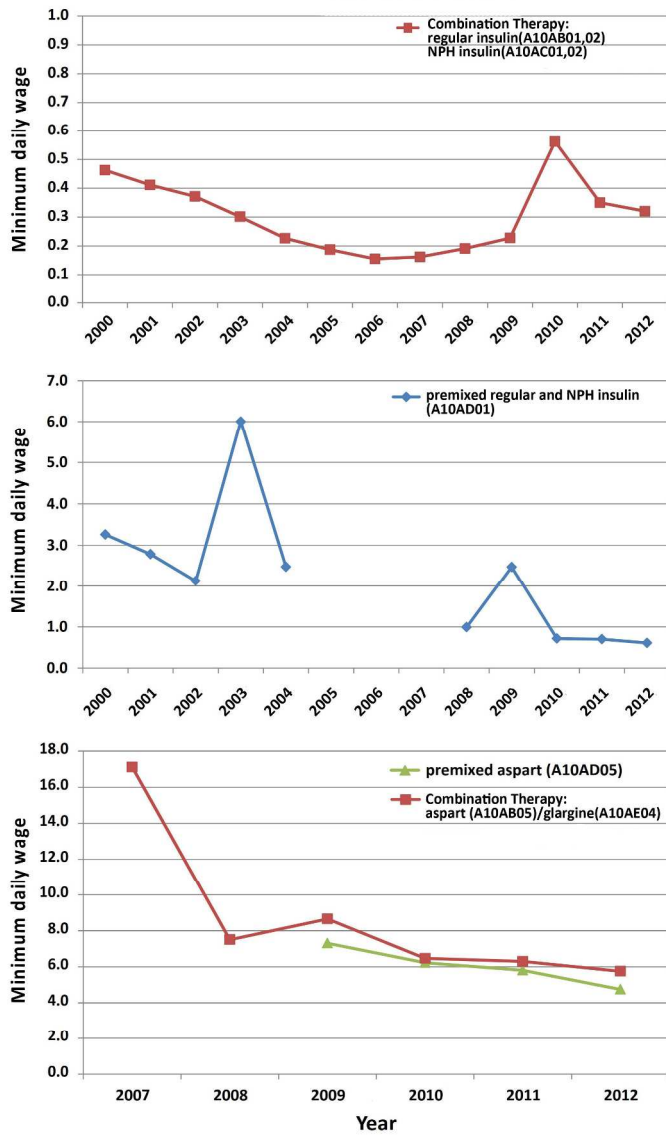 1.0
0.9
0.8
0.7
0.6
0.5
0.4
0.3
0.2
0.1
0.0
Minimum daily wage
Combination Therapy:
regular insulin(A10AB01,02)
NPH insulin(A10AC01,02)
2000 2001 2002 2003 2004 2005 2006 2007 2008 2009 2010 2011 2012
7.0
6.0
5.0
4.0
3.0
2.0
1.0
0.0
Minimum daily wage
premixed regular and NPH insulin
(A10AD01)
2000 2001 2002 2003 2004 2005 2006 2007 2008 2009 2010 2011 2012
18.0
16.0
14.0
12.0
10.0
8.0
6.0
4.0
2.0
0.0
Minimum daily wage
premixed aspart (A10AD05)
Combination Therapy:
aspart (A10AB05)/glargine(A10AE04)
2007 2008 2009 2010 2011 2012
Year